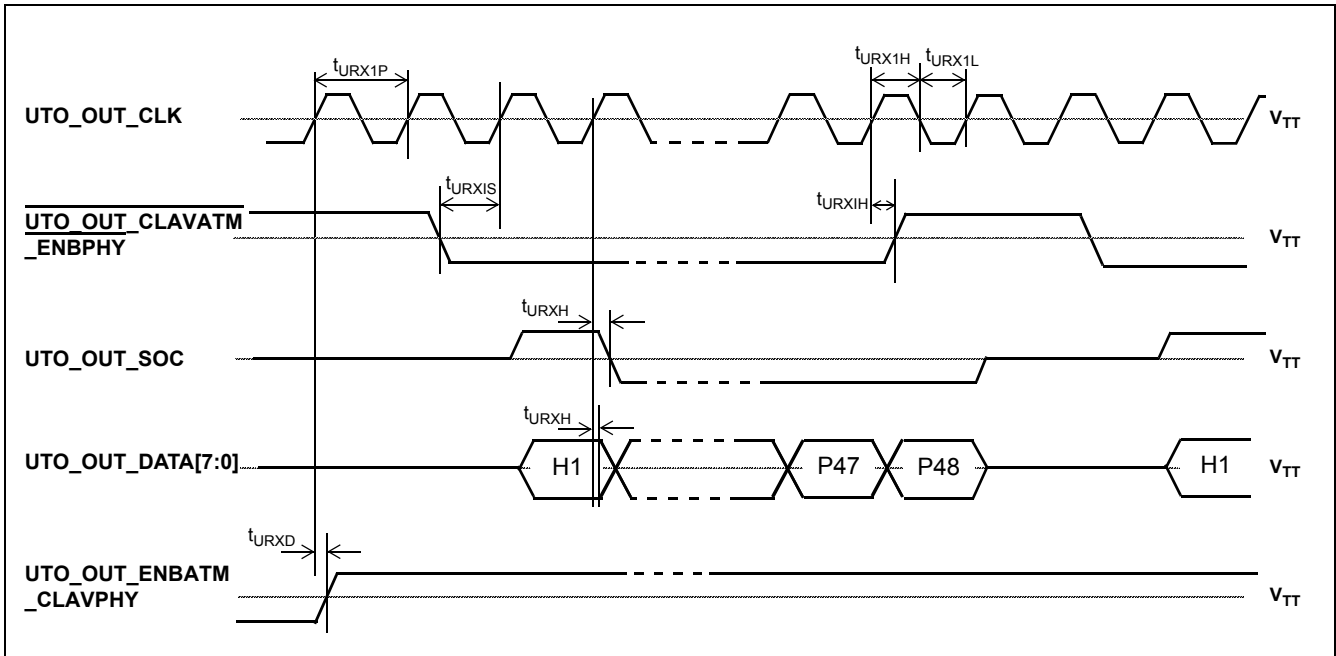 tURX1P
tURX1H
tURX1L
UTO_OUT_CLK
VTT
tURXIS
tURXIH
UTO_OUT_CLAVATM
_ENBPHY
VTT
tURXH
UTO_OUT_SOC
VTT
tURXH
UTO_OUT_DATA[7:0]
H1
P47
P48
H1
VTT
tURXD
UTO_OUT_ENBATM
_CLAVPHY
VTT